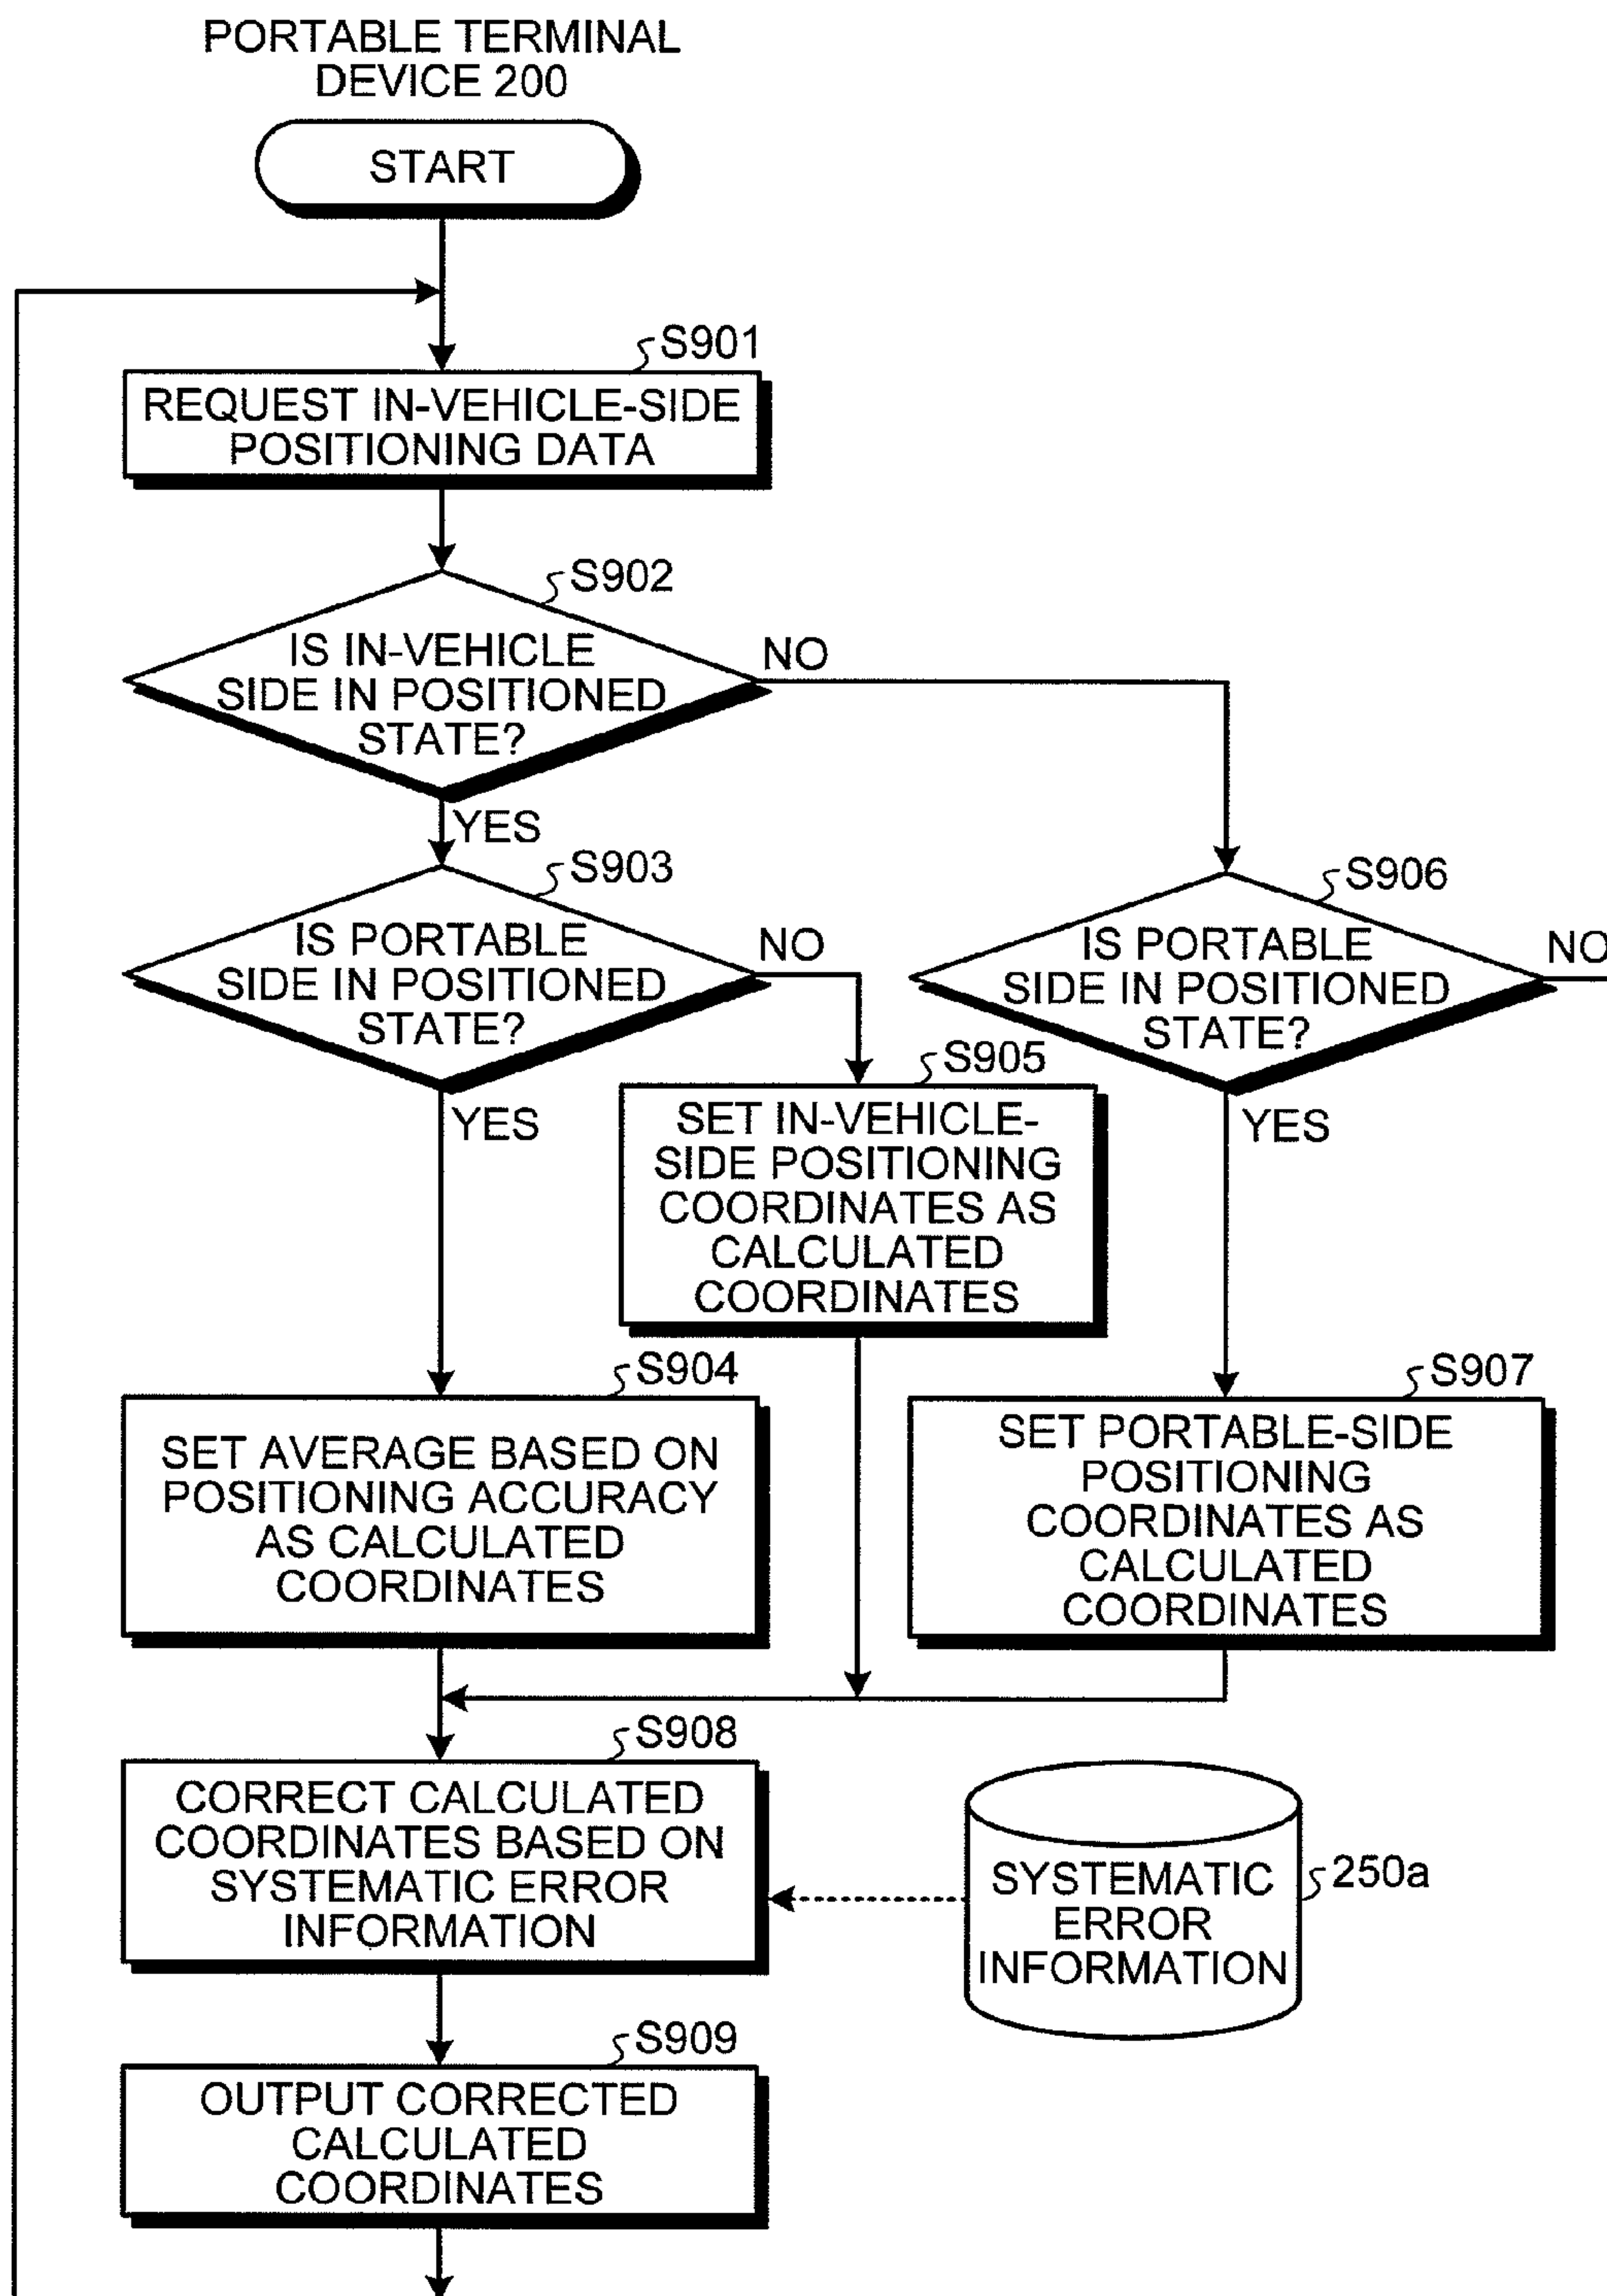 PORTABLE TERMINAL
DEVICE 200
START
S901
REQUEST IN-VEHICLE-SIDE
POSITIONING DATA
S902
IS IN-VEHICLE
SIDE IN POSITIONED
STATE?
NO
YES
S903
IS PORTABLE
SIDE IN POSITIONED
STATE?
NO
YES
S906
IS PORTABLE
SIDE IN POSITIONED
STATE?
NO
YES
S905
SET IN-VEHICLE-
SIDE POSITIONING
COORDINATES AS
CALCULATED
COORDINATES
S904
SET AVERAGE BASED ON
POSITIONING ACCURACY
AS CALCULATED
COORDINATES
S907
SET PORTABLE-SIDE
POSITIONING
COORDINATES AS
CALCULATED
COORDINATES
S908
CORRECT CALCULATED
COORDINATES BASED ON
SYSTEMATIC ERROR
INFORMATION
SYSTEMATIC
ERROR
INFORMATION
250a
S909
OUTPUT CORRECTED
CALCULATED
COORDINATES